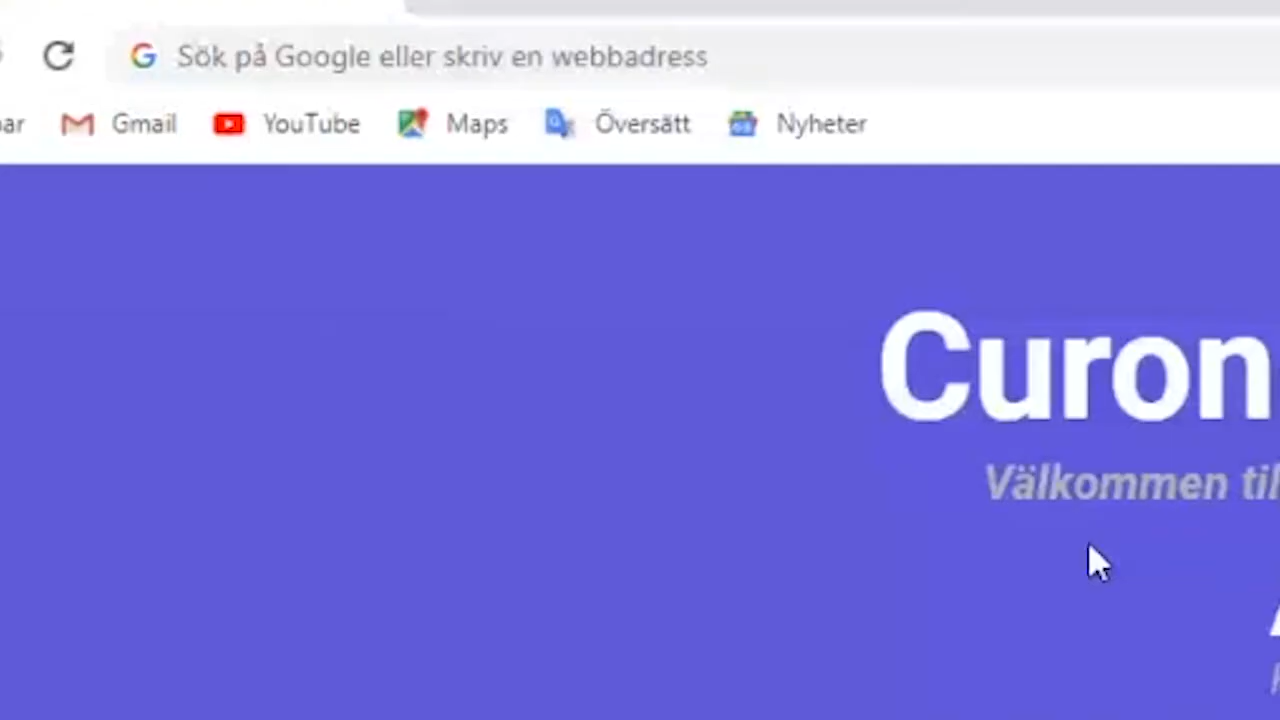 Sök på Google eller skriv en webbadress
Gmail YouTube Maps Översätt Nyheter
Curon
Välkommen til